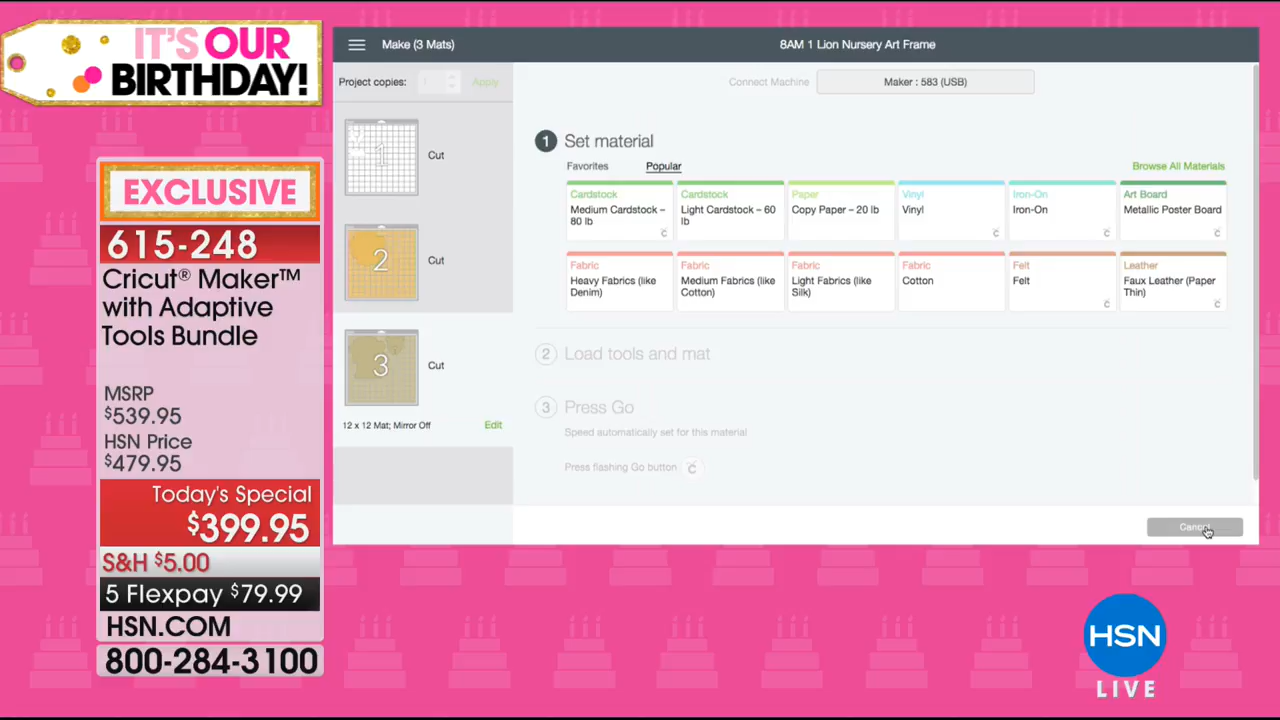 IT'S OUR
BIRTHDAY!
EXCLUSIVE
615-248
Cricut® Maker™
with Adaptive
Tools Bundle
MSRP
$539.95
HSN Price
$479.95
Today's Special
$399.95
S&H $5.00
5 Flexpay $79.99
HSN.COM
800-284-3100
Make (3 Mats)
8AM 1 Lion Nursery Art Frame
Project copies: 1 Apply
Connect Machine
Maker : 583 (USB)
1 Cut
2 Cut
3 Cut
12 x 12 Mat; Mirror Off
Edit
1 Set material
Favorites
Popular
Browse All Materials
Cardstock
Medium Cardstock –
80 lb
Cardstock
Light Cardstock – 60
lb
Paper
Copy Paper – 20 lb
Vinyl
Vinyl
Iron-On
Iron-On
Art Board
Metallic Poster Board
Fabric
Heavy Fabrics (like
Denim)
Fabric
Medium Fabrics (like
Cotton)
Fabric
Light Fabrics (like
Silk)
Fabric
Cotton
Felt
Felt
Leather
Faux Leather (Paper
Thin)
2 Load tools and mat
3 Press Go
Speed automatically set for this material
Press flashing Go button
Cancel
HSN
LIVE